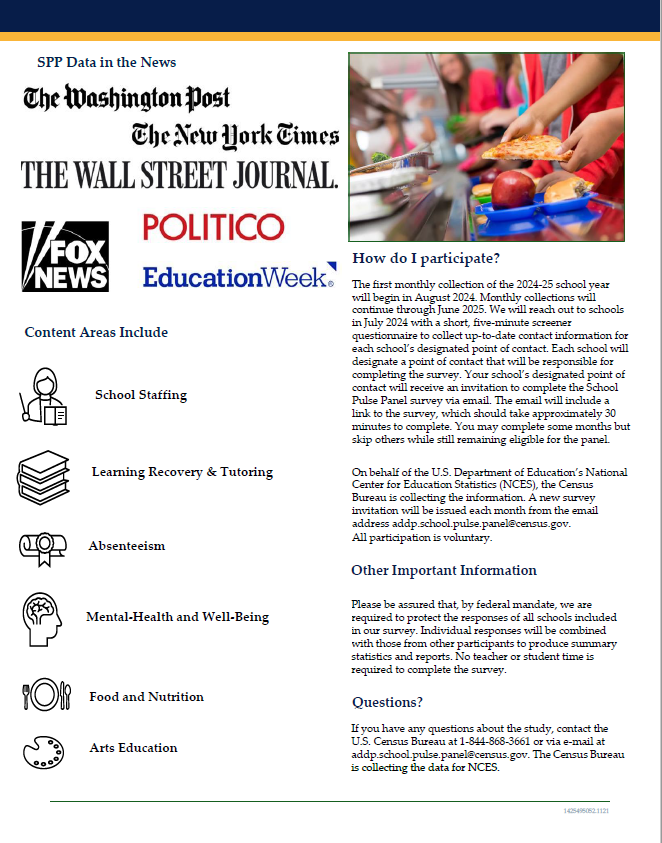 SPP Data in the News
The Washington Post
The New York Times
THE WALL STREET JOURNAL.
FOX
NEWS
POLITICO
EducationWeek®
Content Areas Include
School Staffing
Learning Recovery & Tutoring
Absenteeism
Mental-Health and Well-Being
Food and Nutrition
Arts Education
How do I participate?
The first monthly collection of the 2024-25 school year
will begin in August 2024. Monthly collections will
continue through June 2025. We will reach out to schools
in July 2024 with a short, five-minute screener
questionnaire to collect up-to-date contact information for
each school's designated point of contact. Each school will
designate a point of contact that will be responsible for
completing the survey. Your school's designated point of
contact will receive an invitation to complete the School
Pulse Panel survey via email. The email will include a
link to the survey, which should take approximately 30
minutes to complete. You may complete some months but
skip others while still remaining eligible for the panel.
On behalf of the U.S. Department of Education's National
Center for Education Statistics (NCES), the Census
Bureau is collecting the information. A new survey
invitation will be issued each month from the email
address addp.school.pulse.panel@census.gov.
All participation is voluntary.
Other Important Information
Please be assured that, by federal mandate, we are
required to protect the responses of all schools included
in our survey. Individual responses will be combined
with those from other participants to produce summary
statistics and reports. No teacher or student time is
required to complete the survey.
Questions?
If you have any questions about the study, contact the
U.S. Census Bureau at 1-844-868-3661 or via e-mail at
addp.school.pulse.panel@census.gov. The Census Bureau
is collecting the data for NCES.
1425495052.1121